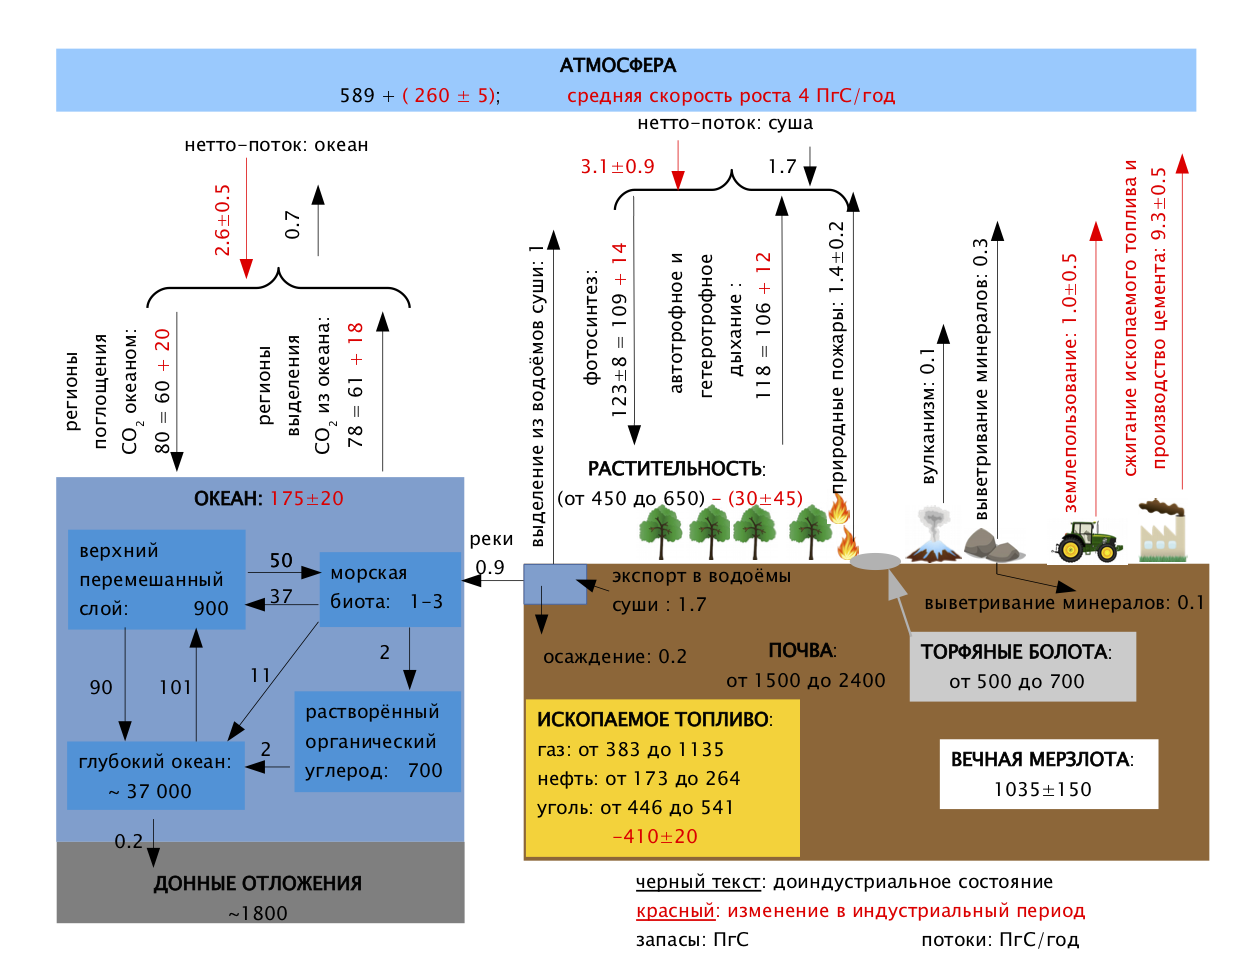 АТМОСФЕРА
589 + ( 260 ± 5); средняя скорость роста 4 ПгС/год
нетто-поток: океан
2.6±0.5
0.7
регионы
поглощения
CO2 океаном:
80 = 60 + 20
регионы
выделения
CO2 из океана:
78 = 61 + 18
нетто-поток: суша
3.1±0.9
1.7
выделение из водоёмов суши: 1
фотосинтез:
123±8 = 109 + 14
автотрофное и
гетеротрофное
дыхание :
118 = 106 + 12
природные пожары: 1.4±0.2
вулканизм: 0.1
выветривание минералов: 0.3
землепользование: 1.0±0.5
сжигание ископаемого топлива и
производство цемента: 9.3±0.5
РАСТИТЕЛЬНОСТЬ:
(от 450 до 650) - (30±45)
ОКЕАН: 175±20
верхний
перемешанный
слой: 900
50
37
морская
биота: 1-3
90
101
11
2
растворённый
органический
углерод: 700
2
глубокий океан:
~ 37 000
0.2
ДОННЫЕ ОТЛОЖЕНИЯ
~1800
реки
0.9
экспорт в водоёмы
суши : 1.7
осаждение: 0.2
ПОЧВА:
от 1500 до 2400
выветривание минералов: 0.1
ТОРФЯНЫЕ БОЛОТА:
от 500 до 700
ИСКОПАЕМОЕ ТОПЛИВО:
газ: от 383 до 1135
нефть: от 173 до 264
уголь: от 446 до 541
-410±20
ВЕЧНАЯ МЕРЗЛОТА:
1035±150
черный текст: доиндустриальное состояние
красный: изменение в индустриальный период
запасы: ПгС потоки: ПгС/год